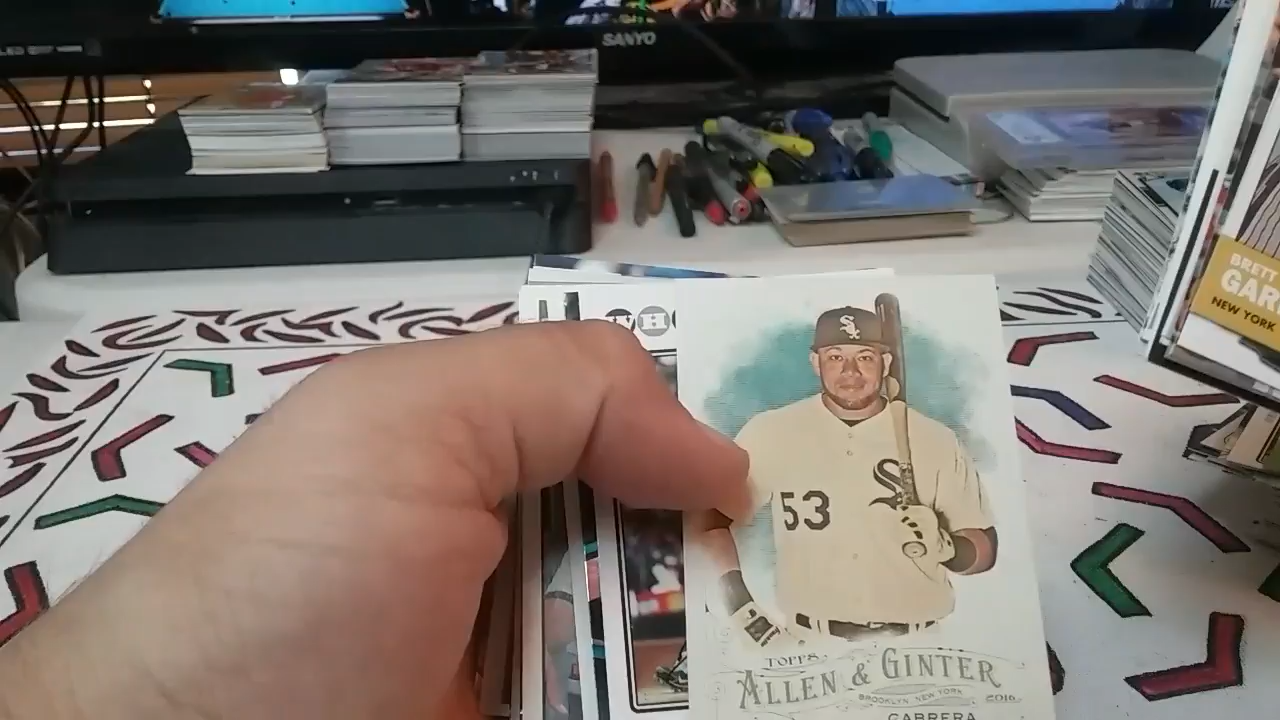 SANYO
BRETT
GAR
NEW YORK
53
TOPPS
ALLEN & GINTER
BROOKLYN NEW YORK
2016
CABRERA